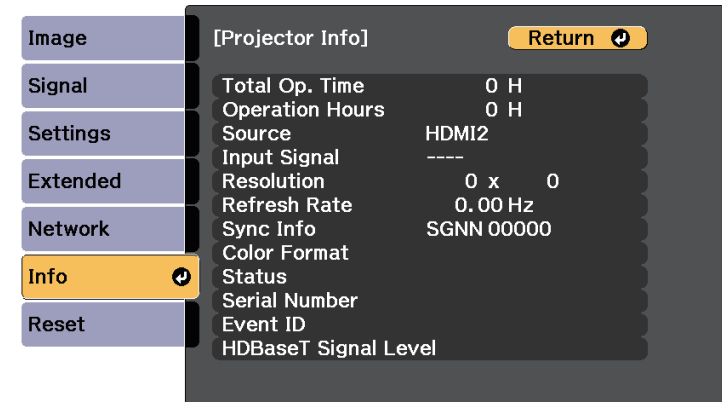 Image
Signal
Settings
Extended
Network
Info
Reset
[Projector Info]
Return
Total Op. Time 0 H
Operation Hours 0 H
Source HDMI2
Input Signal ----
Resolution 0 x 0
Refresh Rate 0.00 Hz
Sync Info SGNN 00000
Color Format
Status
Serial Number
Event ID
HDBaseT Signal Level